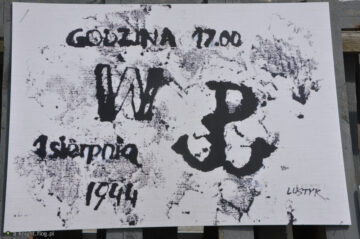 GODZINA 17.00
W
1 sierpnia
1944
LUSTYK